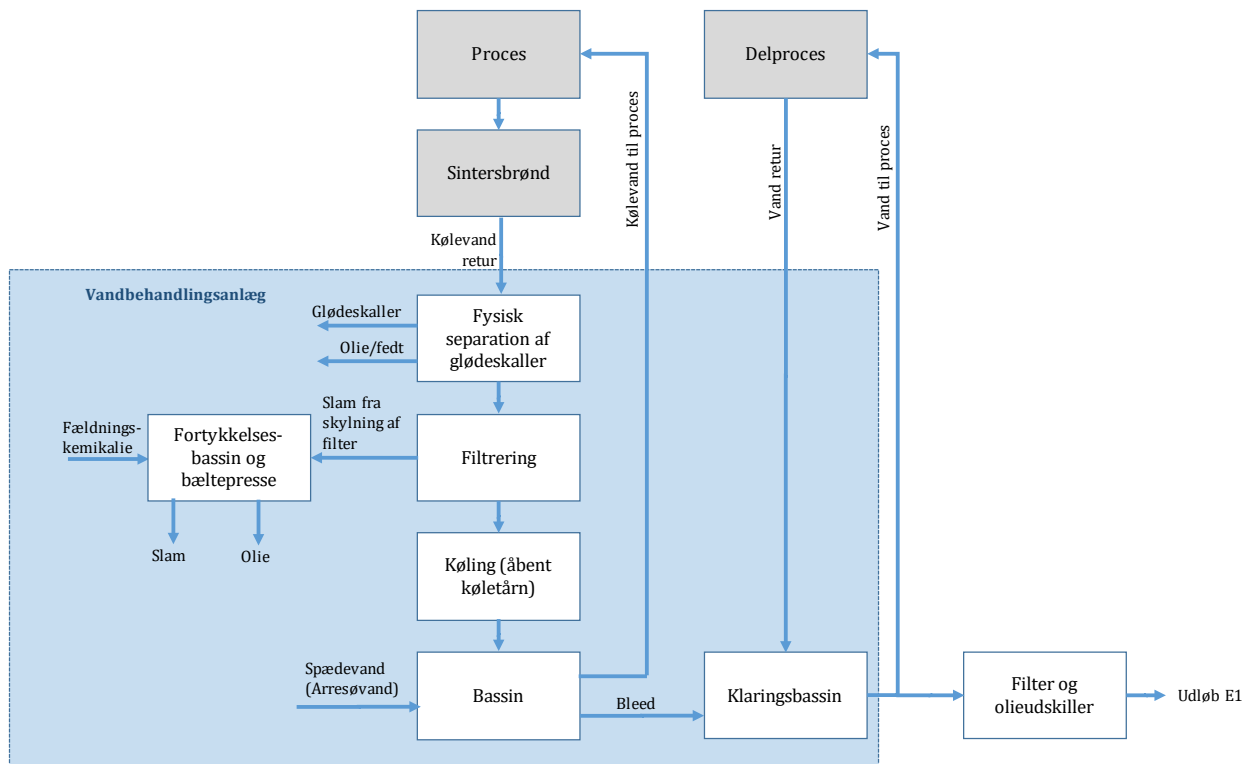 Proces
Delproces
Kølevand til proces
Vand retur
Vand til proces
Sintersbrønd
Kølevand
retur
Vandbehandlingsanlæg
Glødeskaller
Olie/fedt
Fysisk
separation af
glødeskaller
Slam fra
skylning af
filter
Fældnings-
kemikalie
Fortykkelses-
bassin og
bæltepresse
Filtrering
Slam
Olie
Køling (åbent
køletårn)
Spædevand
(Arresøvand)
Bassin
Bleed
Klaringsbassin
Filter og
olieudskiller
Udløb E1